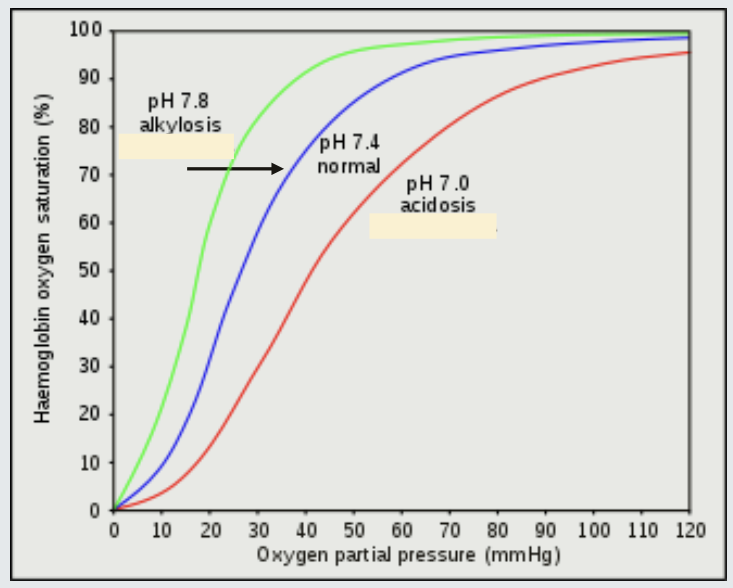 100
90
80
70
60
50
40
30
20
10
0
Haemoglobin oxygen saturation (%)
pH 7.8
alkylosis
pH 7.4
normal
pH 7.0
acidosis
0 10 20 30 40 50 60 70 80 90 100 110 120
Oxygen partial pressure (mmHg)